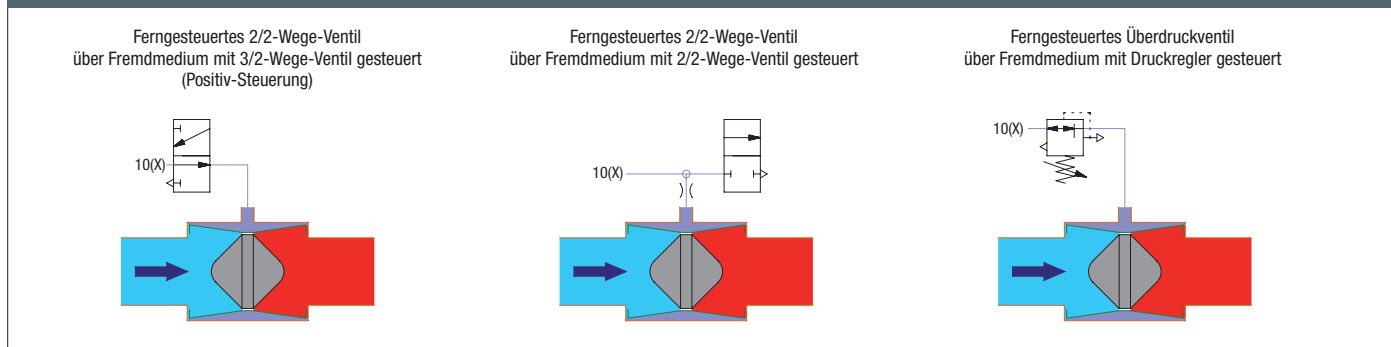 Ferngesteuertes 2/2-Wege-Ventil
über Fremdmedium mit 3/2-Wege-Ventil gesteuert
(Positiv-Steuerung)
Ferngesteuertes 2/2-Wege-Ventil
über Fremdmedium mit 2/2-Wege-Ventil gesteuert
Ferngesteuertes Überdruckventil
über Fremdmedium mit Druckregler gesteuert
10(X)
10(X)
10(X)